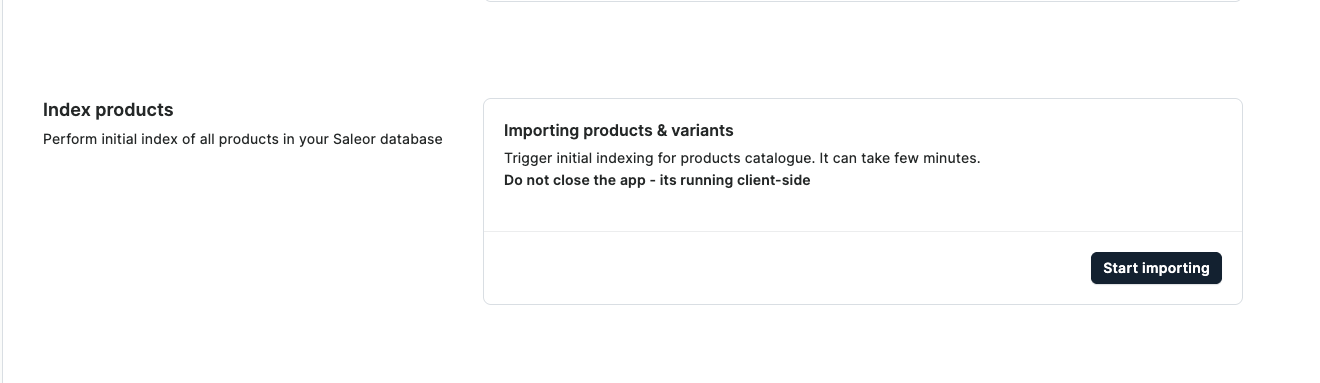 Index products
Perform initial index of all products in your Saleor database
Importing products & variants
Trigger initial indexing for products catalogue. It can take few minutes.
Do not close the app - its running client-side
Start importing